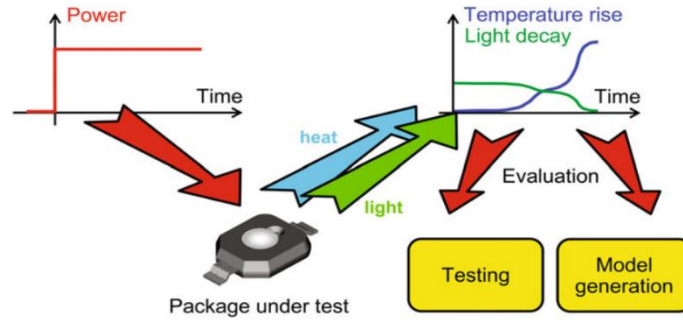 Power
Time
Temperature rise
Light decay
Time
heat
light
Evaluation
Package under test
Testing
Model
generation